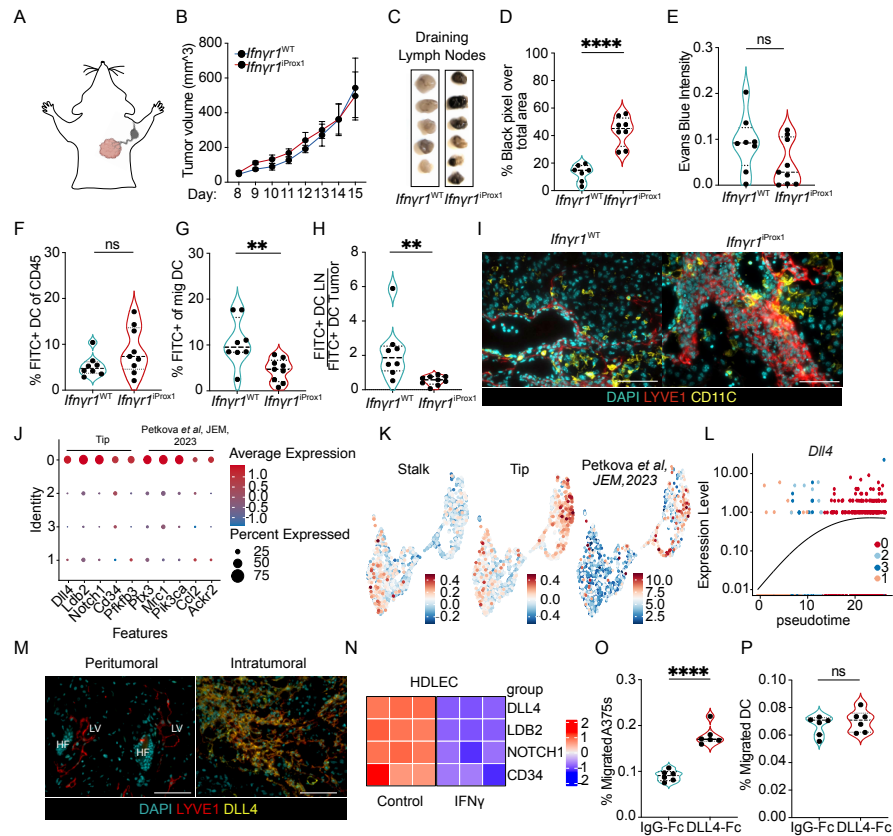 A
B
Ifnγr1WT
Ifnγr1iProx1
Tumor volume (mm^3)
800
600
400
200
0
Day: 8 9 10 11 12 13 14 15
C
Draining
Lymph Nodes
Ifnγr1WT Ifnγr1iProx1
D
****
% Black pixel over
total area
100
80
60
40
20
0
Ifnγr1WT Ifnγr1iProx1
E
ns
Evans Blue Intensity
0.3
0.2
0.1
0.0
Ifnγr1WT Ifnγr1iProx1
F
ns
% FITC+ DC of CD45
30
20
10
0
Ifnγr1WT Ifnγr1iProx1
G
**
% FITC+ of mig DC
30
20
10
0
Ifnγr1WT Ifnγr1iProx1
H
**
FITC+ DC LN
FITC+ DC Tumor
8
6
4
2
0
Ifnγr1WT Ifnγr1iProx1
I
Ifnγr1WT Ifnγr1iProx1
DAPI LYVE1 CD11C
J
Tip
Petkova et al, JEM,
2023
Identity
0
2
3
1
Dll4 Ldb2 Notch1 Cd34 Pfkfb3 Ptx3 Mrc1 Pik3ca Ccl2 Ackr2
Features
Average Expression
1.0
0.5
0.0
-0.5
-1.0
Percent Expressed
25
50
75
K
Stalk
0.4
0.2
0.0
-0.2
Tip
0.4
0.2
0.0
Petkova et al,
JEM,2023
10.0
7.5
5.0
2.5
L
Dll4
Expression Level
10.00
1.00
0.10
0.01
0 10 20
pseudotime
0
2
3
1
M
Peritumoral Intratumoral
HF LV HF LV
DAPI LYVE1 DLL4
N
HDLEC
group
DLL4
LDB2
NOTCH1
CD34
Control IFNγ
2
1
0
-1
-2
O
****
% Migrated A375s
0.3
0.2
0.1
0.0
IgG-Fc DLL4-Fc
P
ns
% Migrated DC
0.10
0.08
0.06
0.04
0.02
0.00
IgG-Fc DLL4-Fc